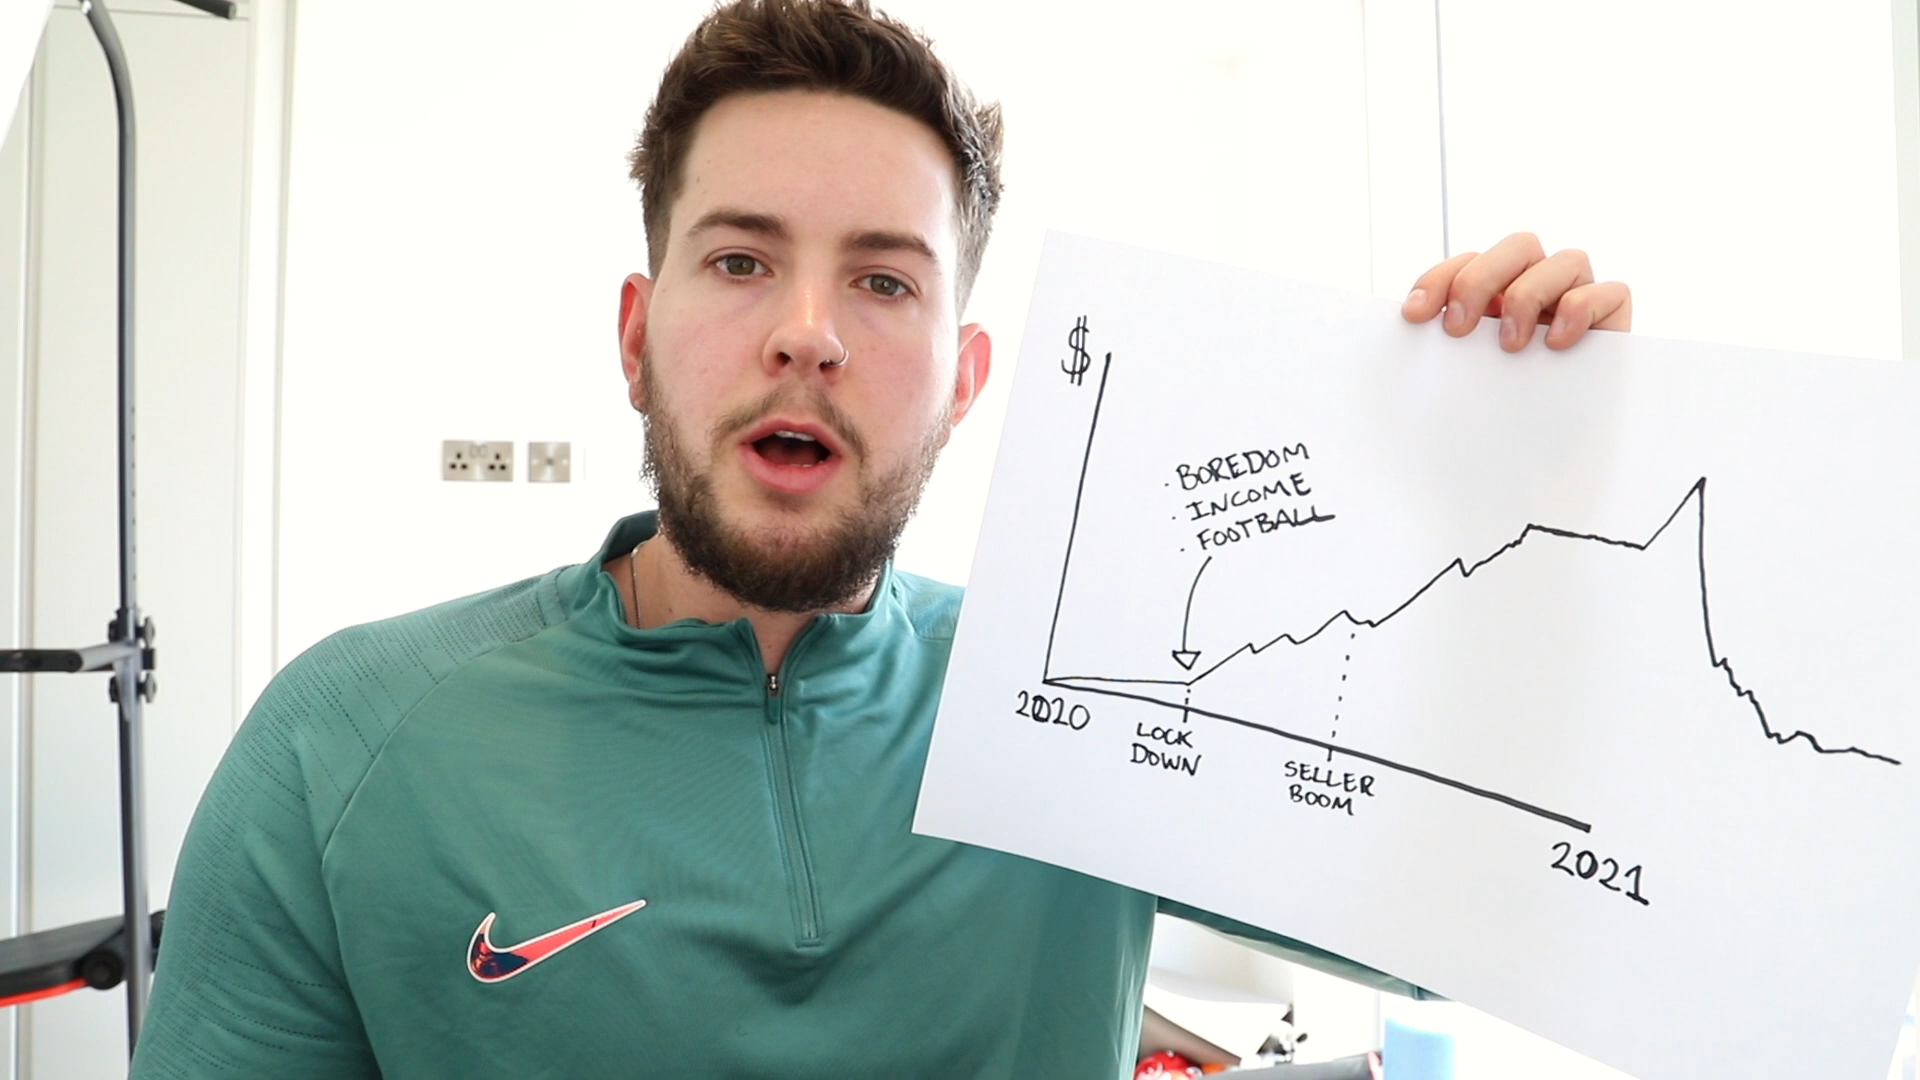 $
· BOREDOM
· INCOME
· FOOTBALL
2020
LOCK
DOWN
SELLER
BOOM
2021